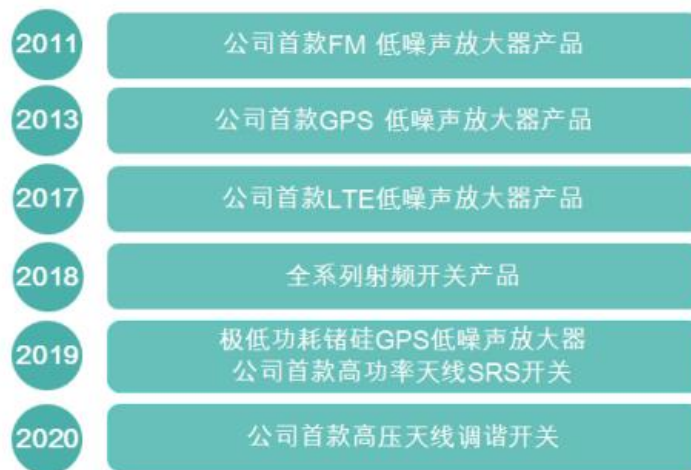 2011
公司首款FM 低噪声放大器产品
2013
公司首款GPS 低噪声放大器产品
2017
公司首款LTE低噪声放大器产品
2018
全系列射频开关产品
2019
极低功耗锗硅GPS低噪声放大器
公司首款高功率天线SRS开关
2020
公司首款高压天线调谐开关